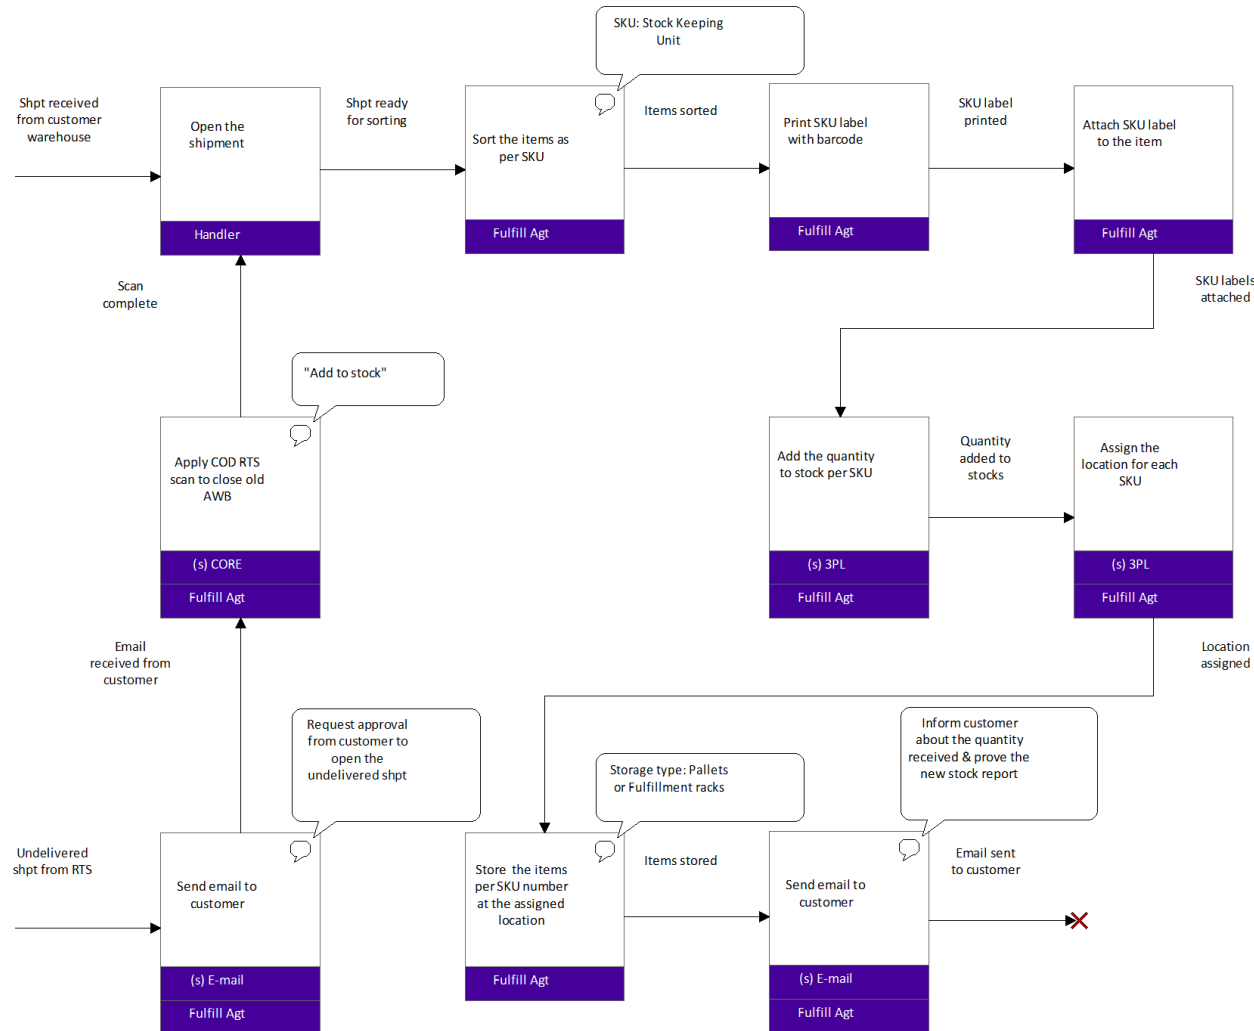 SKU: Stock Keeping
Unit
Shpt received
from customer
warehouse
Open the
shipment
Handler
Shpt ready
for sorting
Sort the items as
per SKU
Fulfill Agt
Items sorted
Print SKU label
with barcode
Fulfill Agt
SKU label
printed
Attach SKU label
to the item
Fulfill Agt
Scan
complete
SKU labels
attached
"Add to stock"
Apply COD RTS
scan to close old
AWB
(s) CORE
Fulfill Agt
Add the quantity
to stock per SKU
(s) 3PL
Fulfill Agt
Quantity
added to
stocks
Assign the
location for each
SKU
(s) 3PL
Fulfill Agt
Email
received from
customer
Location
assigned
Request approval
from customer to
open the
undelivered shpt
Storage type: Pallets
or Fulfillment racks
Inform customer
about the quantity
received & prove the
new stock report
Undelivered
shpt from RTS
Send email to
customer
(s) E-mail
Fulfill Agt
Store the items
per SKU number
at the assigned
location
Fulfill Agt
Items stored
Send email to
customer
(s) E-mail
Fulfill Agt
Email sent
to customer